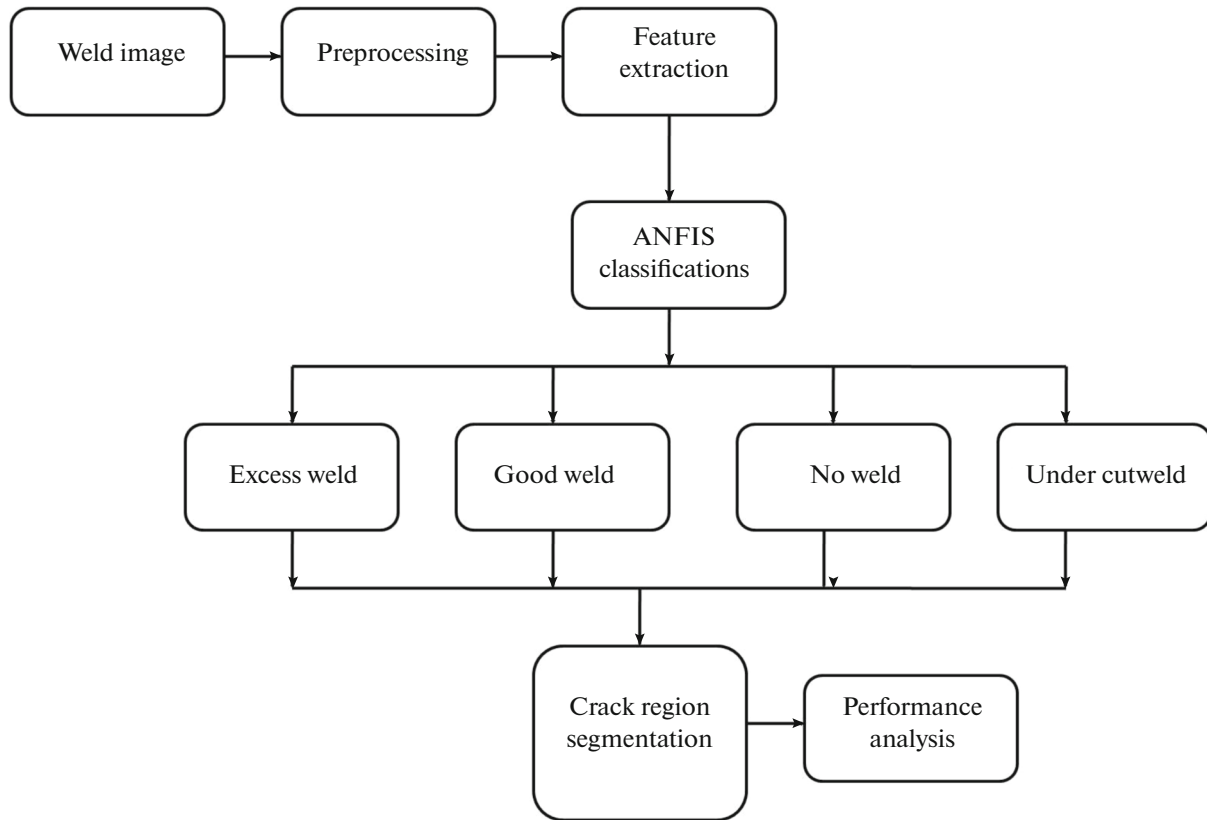 Weld image
Preprocessing
Feature
extraction
ANFIS
classifications
Excess weld
Good weld
No weld
Under cutweld
Crack region
segmentation
Performance
analysis